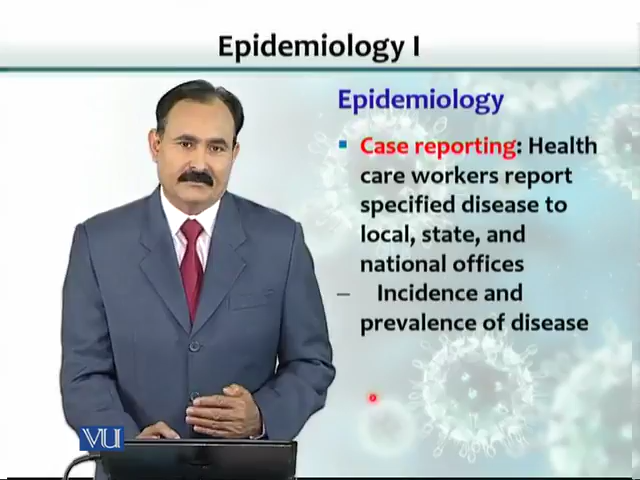 Epidemiology I
Epidemiology
Case reporting: Health
care workers report
specified disease to
local, state, and
national offices
– Incidence and
prevalence of disease
VU